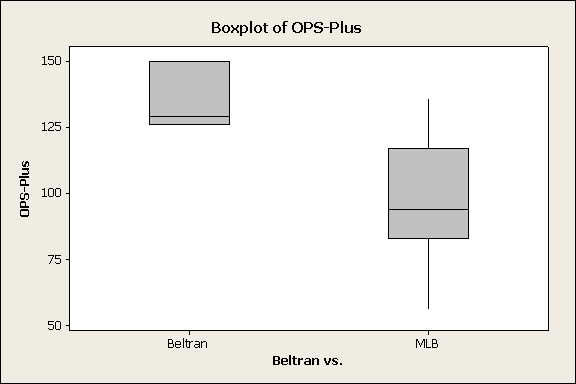 Boxplot of OPS-Plus
150
125
100
75
50
OPS-Plus
Beltran
MLB
Beltran vs.